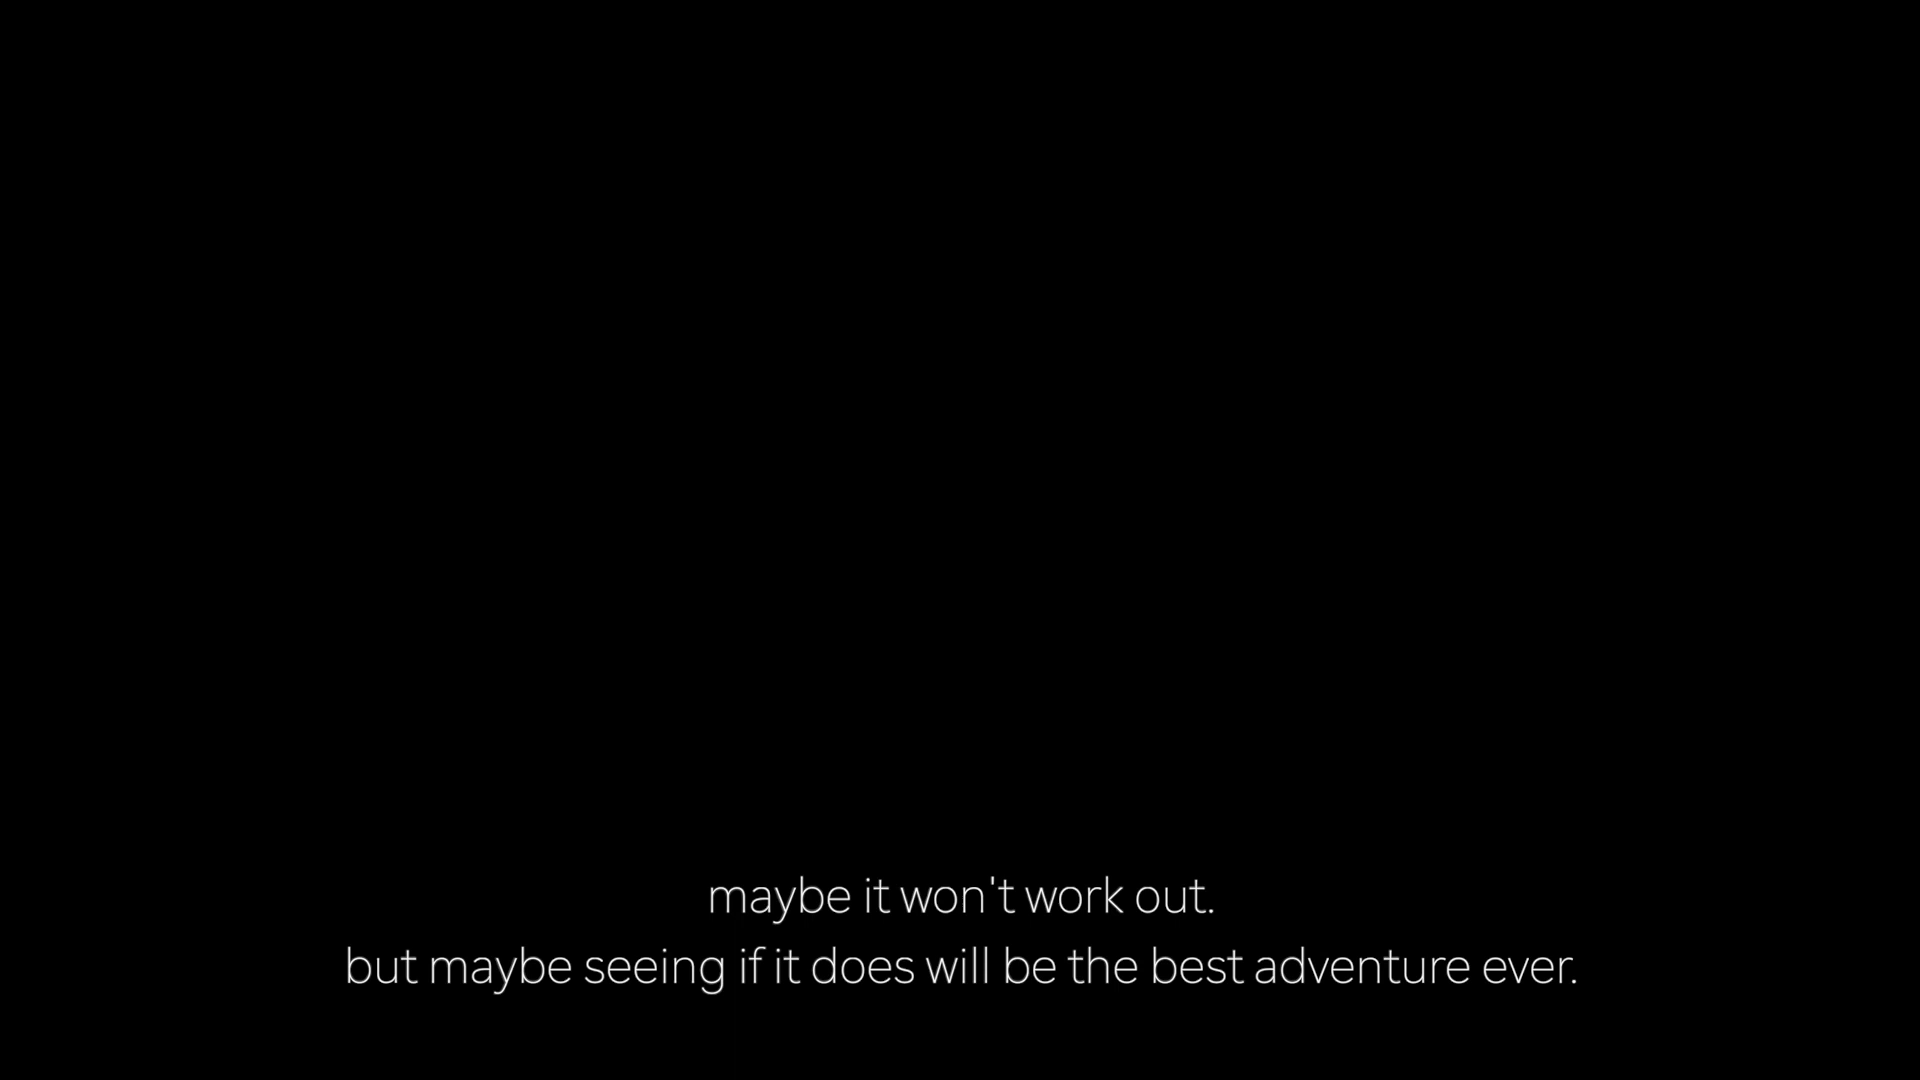 maybe it won't work out.
but maybe seeing if it does will be the best adventure ever.